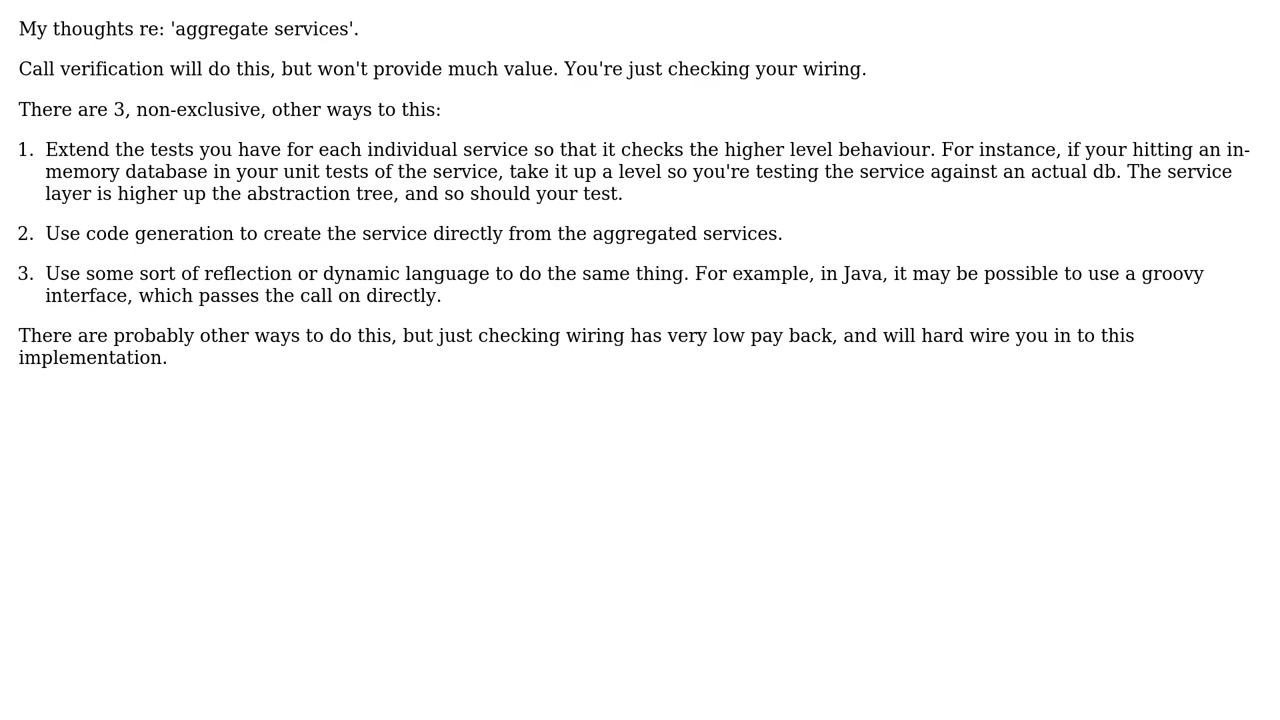 My thoughts re: 'aggregate services'.
Call verification will do this, but won't provide much value. You're just checking your wiring.
There are 3, non-exclusive, other ways to this:
1. Extend the tests you have for each individual service so that it checks the higher level behaviour. For instance, if your hitting an in-
memory database in your unit tests of the service, take it up a level so you're testing the service against an actual db. The service
layer is higher up the abstraction tree, and so should your test.
2. Use code generation to create the service directly from the aggregated services.
3. Use some sort of reflection or dynamic language to do the same thing. For example, in Java, it may be possible to use a groovy
interface, which passes the call on directly.
There are probably other ways to do this, but just checking wiring has very low pay back, and will hard wire you in to this
implementation.